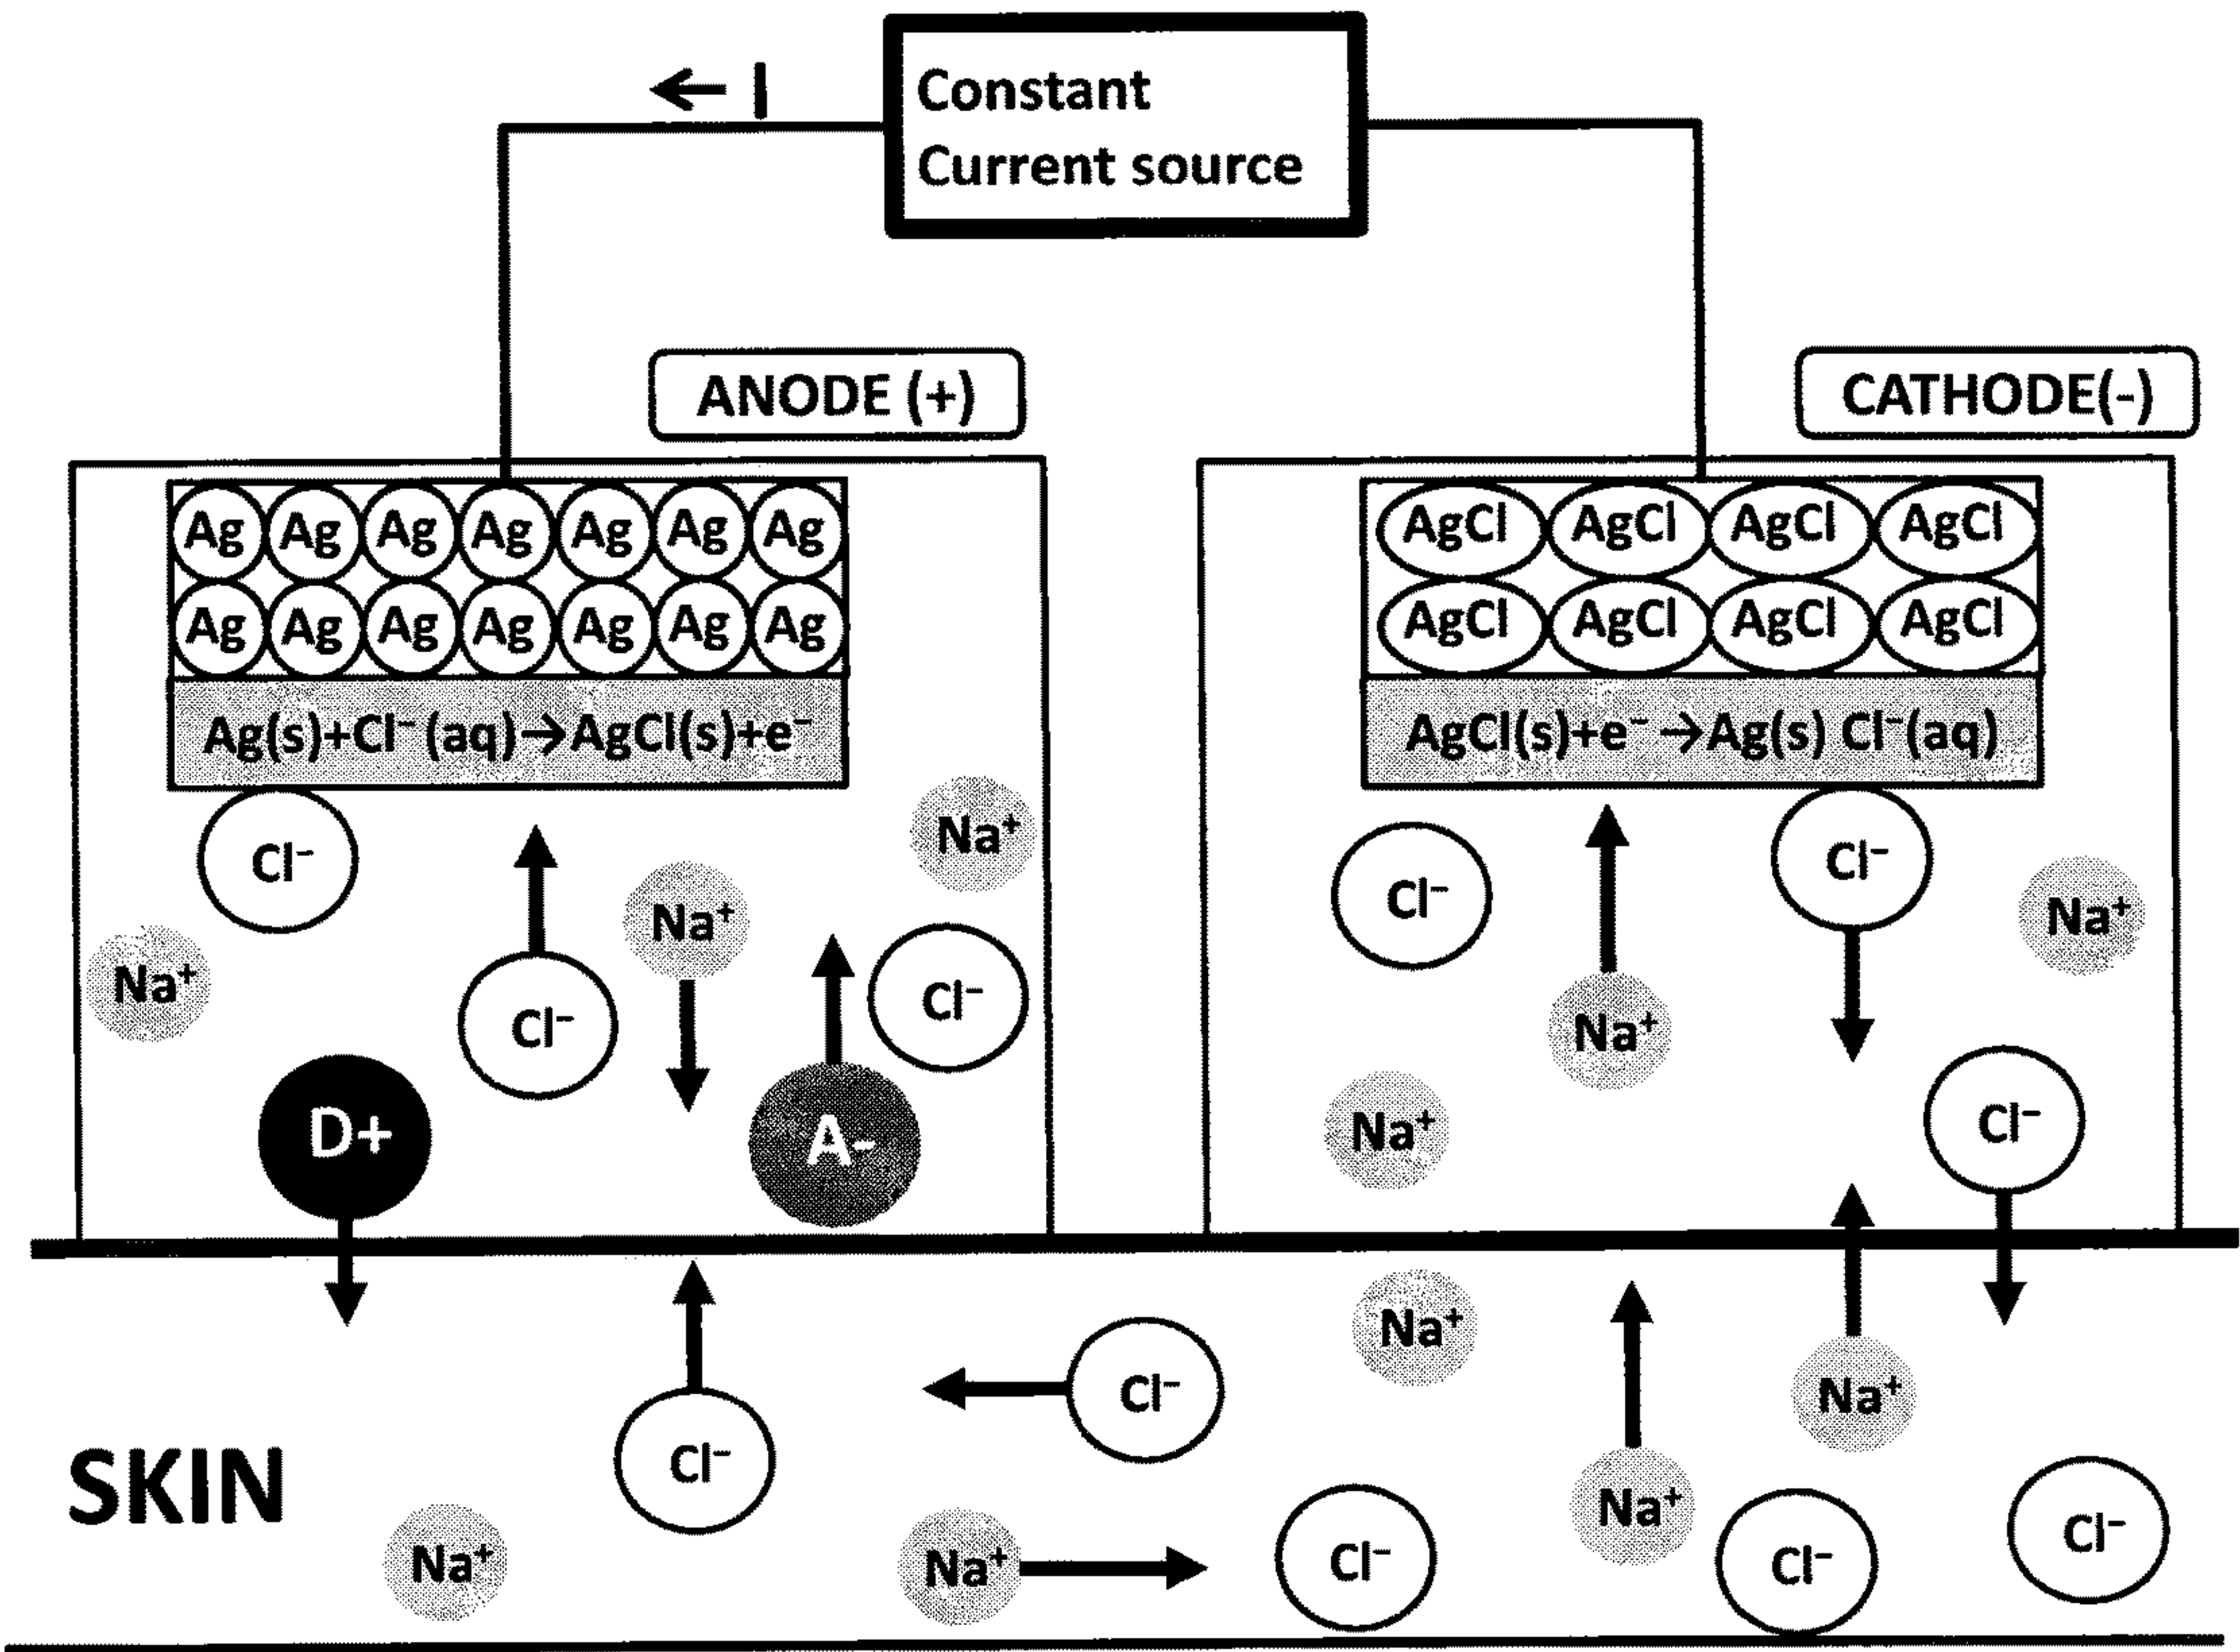 I
Constant
Current source
ANODE (+)
CATHODE(-)
Ag Ag Ag Ag Ag Ag Ag
Ag Ag Ag Ag Ag Ag Ag
Ag(s)+Cl⁻(aq)→AgCl(s)+e⁻
AgCl AgCl AgCl AgCl
AgCl AgCl AgCl AgCl
AgCl(s)+e⁻→Ag(s) Cl⁻(aq)
Cl⁻
Na⁺
Na⁺
Na⁺
Cl⁻
Cl⁻
D+
A-
Cl⁻
Cl⁻
Na⁺
Na⁺
Na⁺
Cl⁻
Na⁺
Cl⁻
Na⁺
Cl⁻
SKIN
Na⁺
Cl⁻
Na⁺
Na⁺
Cl⁻
Cl⁻
Cl⁻